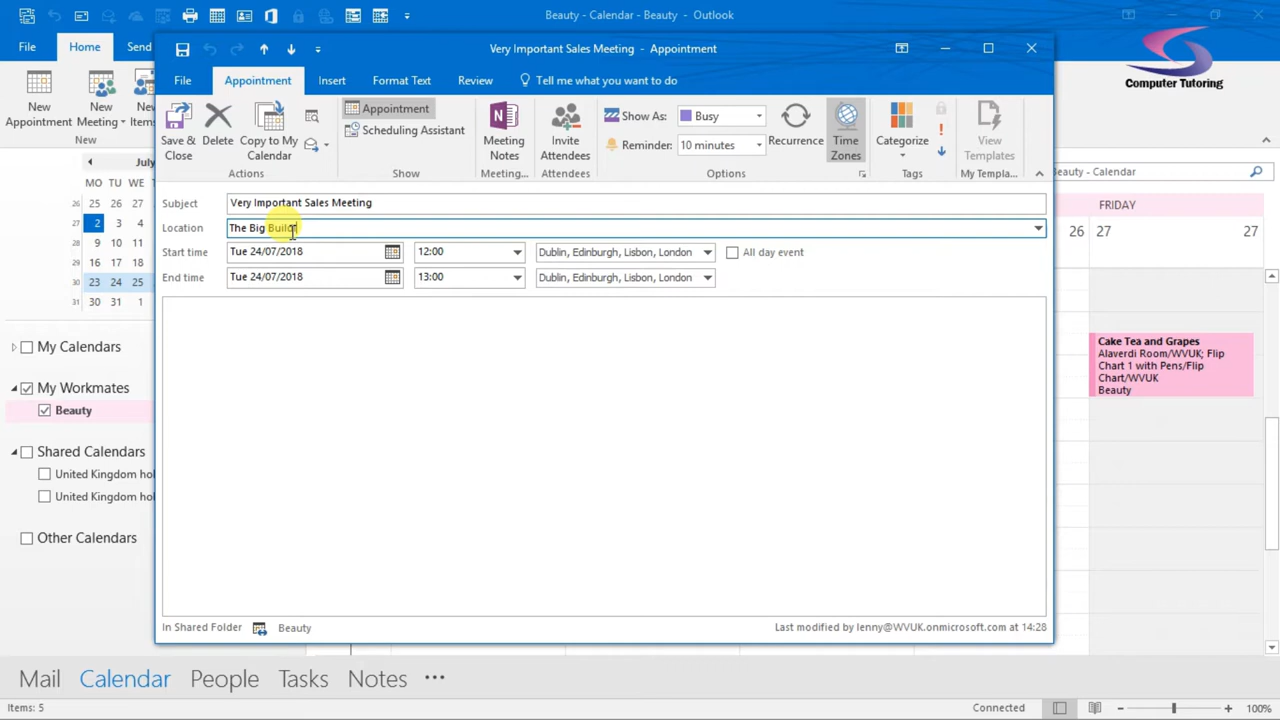 Beauty - Calendar - Beauty - Outlook
File
Home
Send
Very Important Sales Meeting - Appointment
Computer Tutoring
File
Appointment
Insert
Format Text
Review
Tell me what you want to do
New Appointment
New Meeting
New Items
New
Save & Close
Delete
Copy to My Calendar
Actions
Appointment
Scheduling Assistant
Show
Meeting Notes
Meeting...
Invite Attendees
Attendees
Show As:
Busy
Reminder:
10 minutes
Recurrence
Time Zones
Options
Categorize
Tags
View Templates
My Templa...
July
MO TU WE
26 25 26 27
27 2 3 4
28 9 10 11
29 16 17 18
30 23 24 25
31 30 31 1
My Calendars
My Workmates
Beauty
Shared Calendars
United Kingdom hol
United Kingdom hol
Other Calendars
Subject Very Important Sales Meeting
Location The Big Build
Start time Tue 24/07/2018 12:00 Dublin, Edinburgh, Lisbon, London All day event
End time Tue 24/07/2018 13:00 Dublin, Edinburgh, Lisbon, London
In Shared Folder Beauty
Last modified by lenny@WVUK.onmicrosoft.com at 14:28
Beauty - Calendar
FRIDAY
26 27 27
Cake Tea and Grapes
Alaverdi Room/WVUK; Flip
Chart 1 with Pens/Flip
Chart/WVUK
Beauty
Mail Calendar People Tasks Notes
Items: 5
Connected
100%